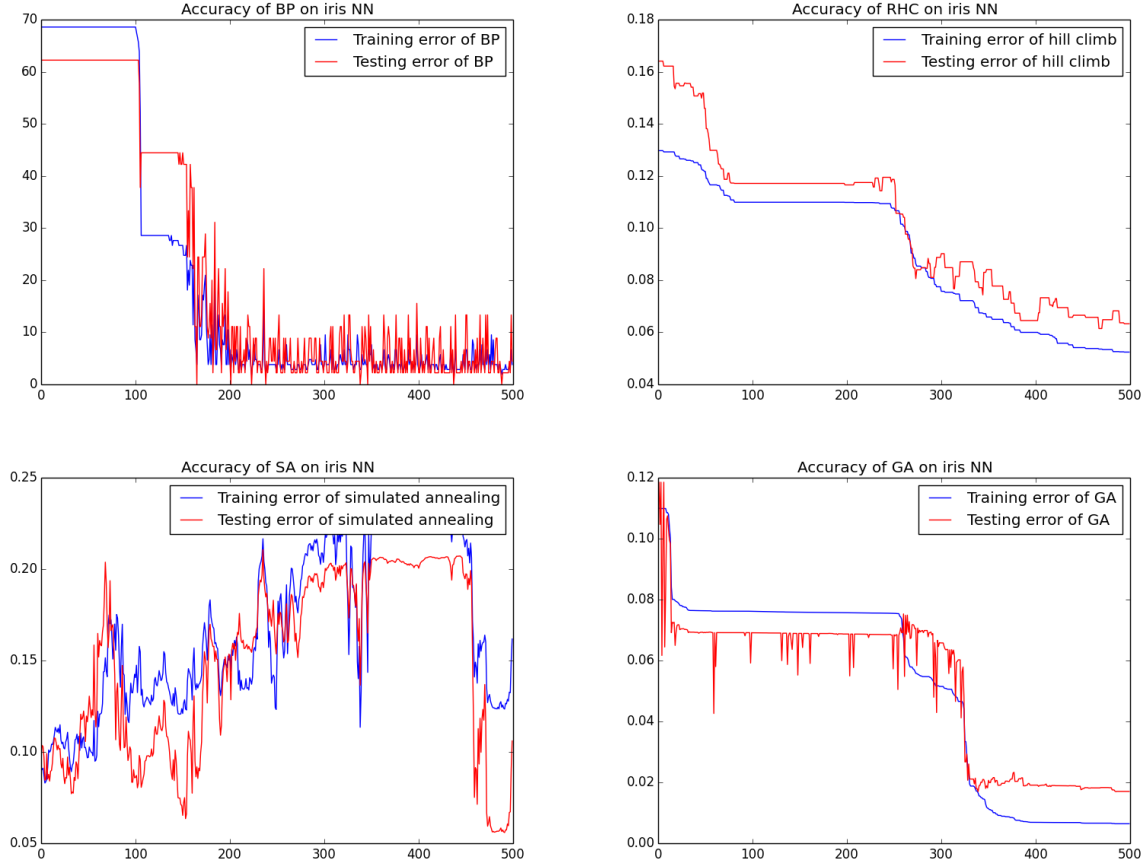 Accuracy of BP on iris NN
Training error of BP
Testing error of BP
70
60
50
40
30
20
10
0
0 100 200 300 400 500
Accuracy of RHC on iris NN
Training error of hill climb
Testing error of hill climb
0.18
0.16
0.14
0.12
0.10
0.08
0.06
0.04
0 100 200 300 400 500
Accuracy of SA on iris NN
Training error of simulated annealing
Testing error of simulated annealing
0.25
0.20
0.15
0.10
0.05
0 100 200 300 400 500
Accuracy of GA on iris NN
Training error of GA
Testing error of GA
0.12
0.10
0.08
0.06
0.04
0.02
0.00
0 100 200 300 400 500